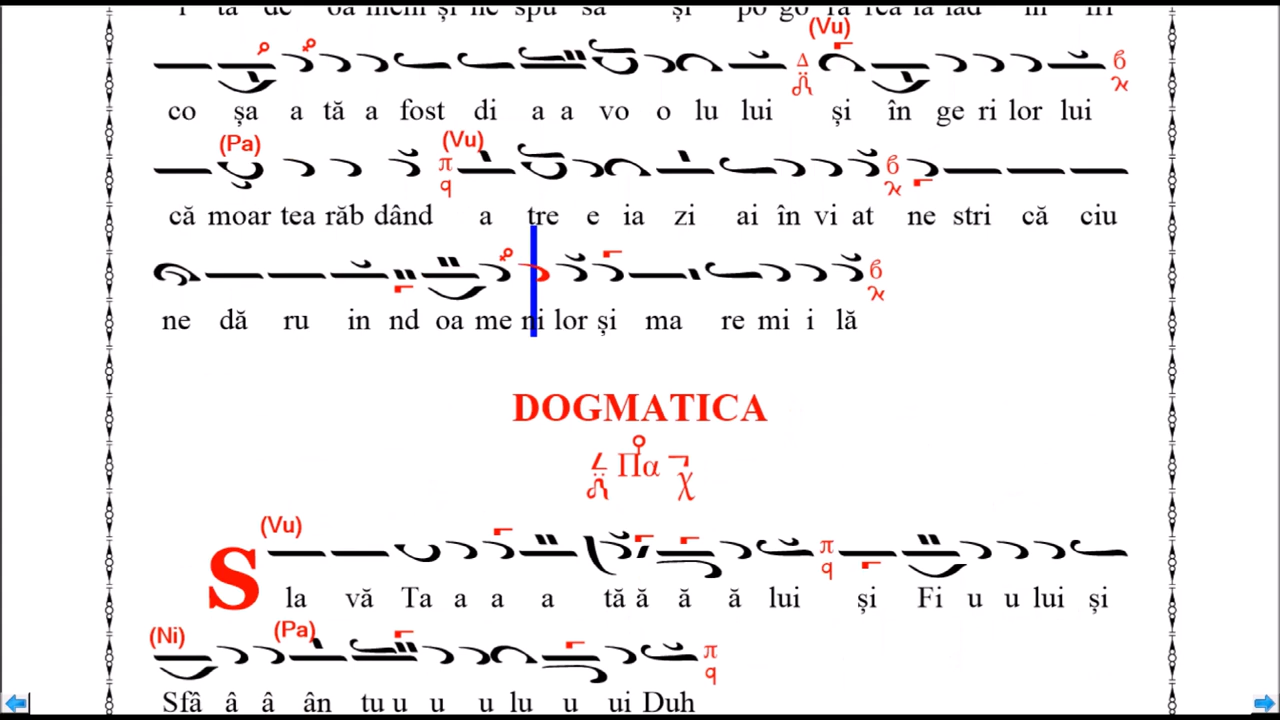 (Vu)
co șa a tă a fost di a a vo o lu lui și în ge ri lor lui
(Pa) (Vu)
că moar tea răb dând a tre e ia zi ai în vi at ne stri că ciu
ne dă ru in nd oa me ni lor și ma re mi i lă
DOGMATICA
Πα
(Vu)
S la vă Ta a a a tă ă ă ă lui și Fi u u lui și
(Ni) (Pa)
Sfâ â â ân tu u u u lu u ui Duh